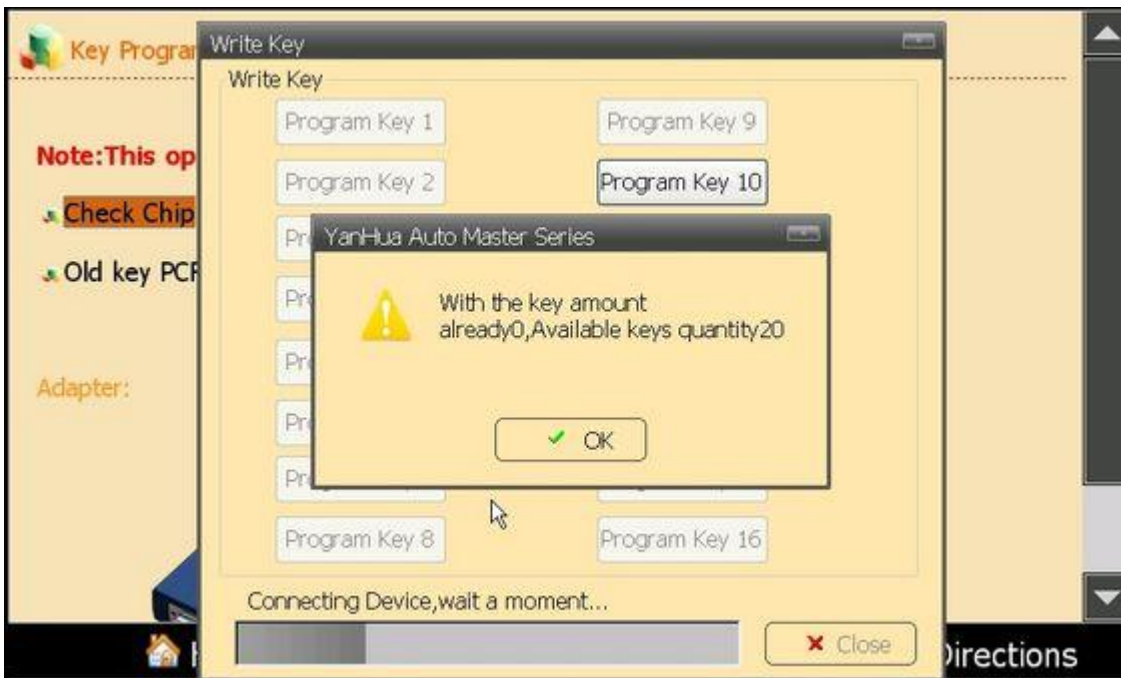 Key Program
Write Key
Write Key
Program Key 1
Program Key 9
Note:This op
Program Key 2
Program Key 10
Check Chip
YanHua Auto Master Series
Old key PCF
With the key amount
already0,Available keys quantity20
Adapter:
OK
Program Key 8
Program Key 16
Connecting Device,wait a moment...
Close
Directions